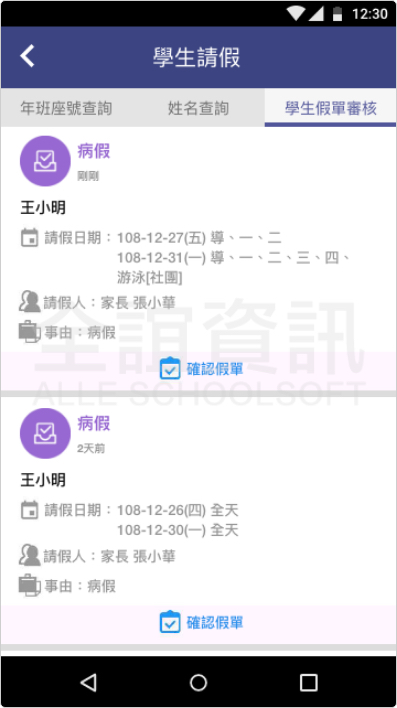 12:30
學生請假
年班座號查詢 姓名查詢 學生假單審核
病假
剛剛
王小明
請假日期：108-12-27(五) 導、一、二
108-12-31(一) 導、一、二、三、四、
游泳[社團]
請假人：家長 張小華
事由：病假
全誼資訊
ALLE SCHOOLSOFT
確認假單
病假
2天前
王小明
請假日期：108-12-26(四) 全天
108-12-30(一) 全天
請假人：家長 張小華
事由：病假
確認假單